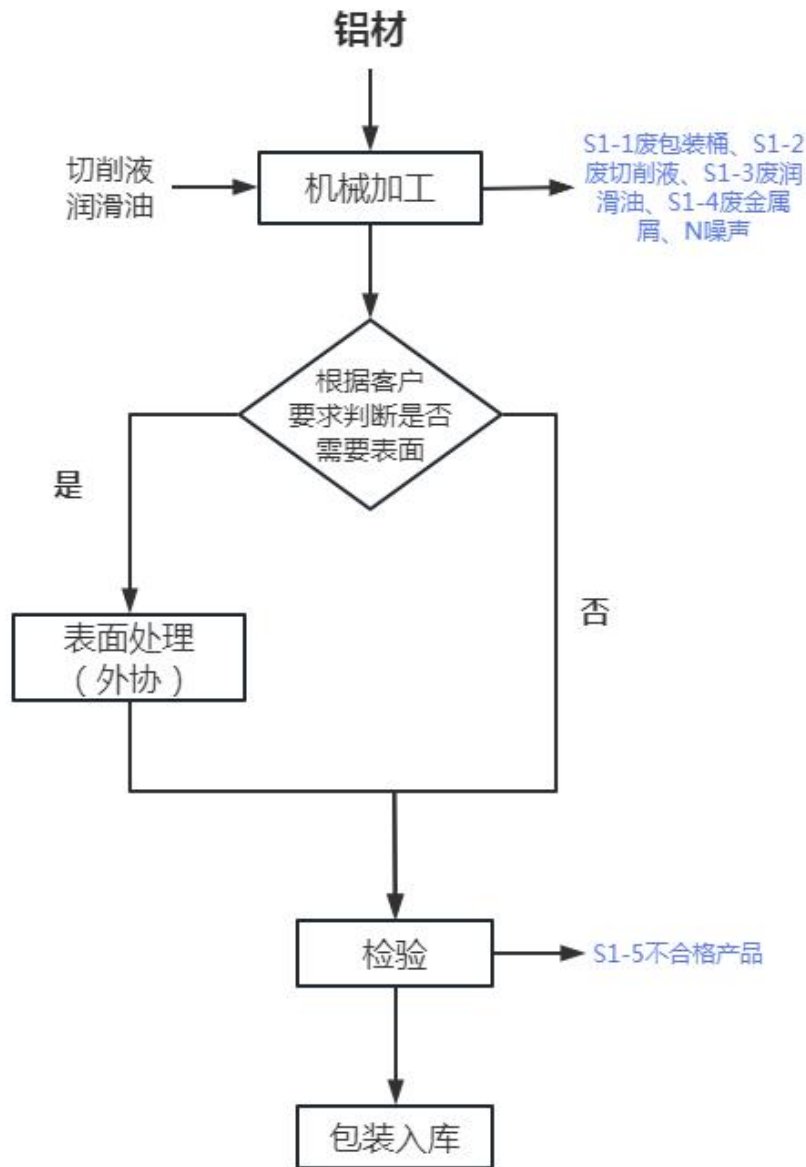 铝材
切削液
润滑油
机械加工
S1-1废包装桶、S1-2
废切削液、S1-3废润
滑油、S1-4废金属
屑、N噪声
根据客户
要求判断是否
需要表面
是
否
表面处理
（外协）
检验
S1-5不合格产品
包装入库